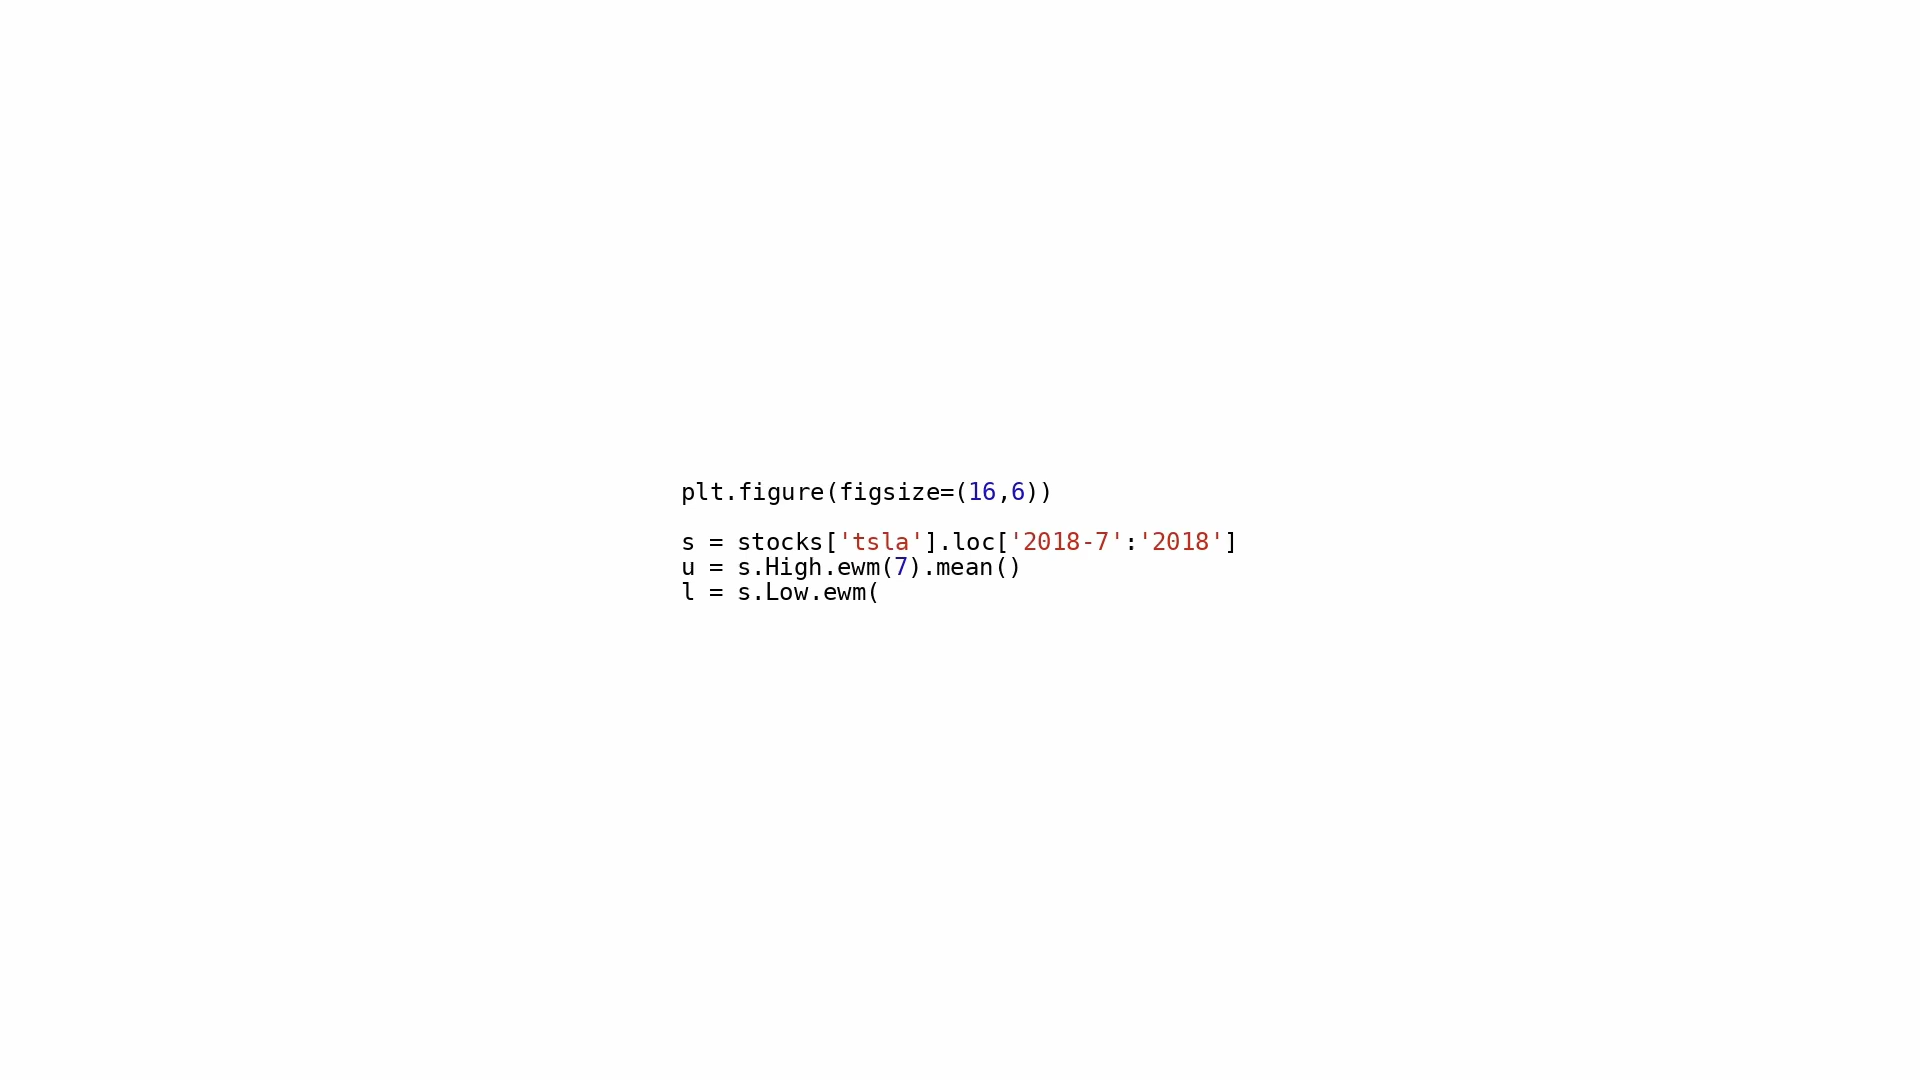 plt.figure(figsize=(16,6))
s = stocks['tsla'].loc['2018-7':'2018']
u = s.High.ewm(7).mean()
l = s.Low.ewm(